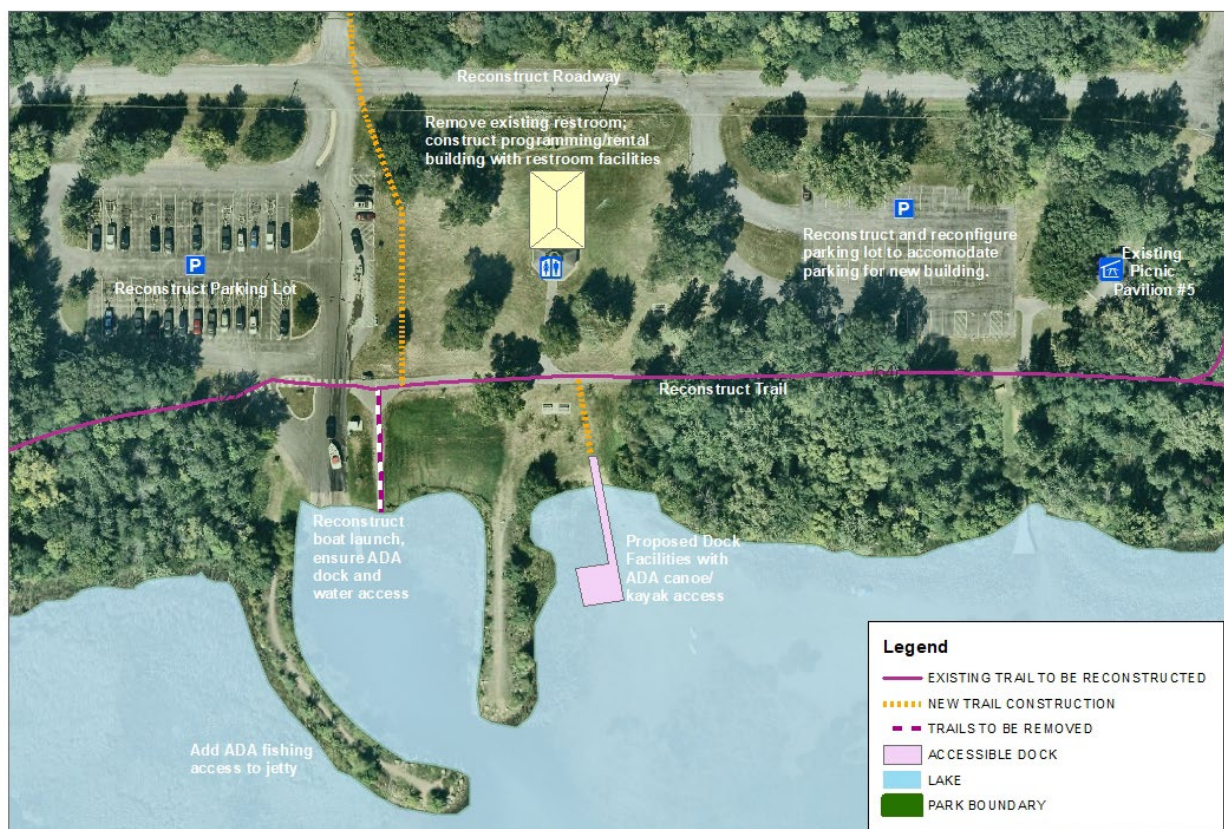 Reconstruct Roadway
Remove existing restroom;
construct programming/rental
building with restroom facilities
P
Reconstruct Parking Lot
P
Reconstruct and reconfigure
parking lot to accomodate
parking for new building.
Existing
Picnic
Pavilion #5
Reconstruct Trail
Reconstruct
boat launch,
ensure ADA
dock and
water access
Proposed Dock
Facilities with
ADA canoe/
kayak access
Add ADA fishing
access to jetty
Legend
EXISTING TRAIL TO BE RECONSTRUCTED
NEW TRAIL CONSTRUCTION
TRAILS TO BE REMOVED
ACCESSIBLE DOCK
LAKE
PARK BOUNDARY